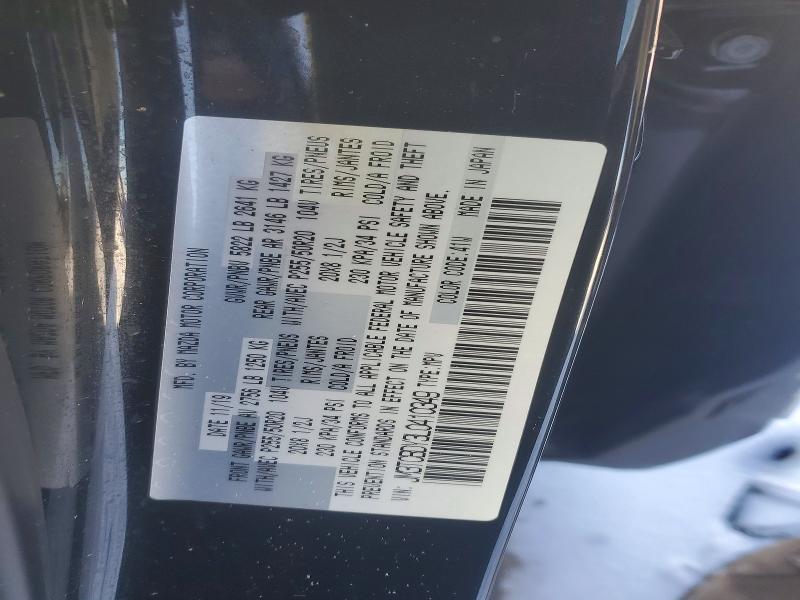 MFD. BY MAZDA MOTOR CORPORATION
DATE 11/19 GVWR/PNBV 5822 LB 2641 KG
FRONT GAWR/PNBE AV 2756 LB 1250 KG REAR GAWR/PNBE AR 3146 LB 1427 KG
WITH/AVEC P255/50R20 104V TIRES/PNEUS WITH/AVEC P255/50R20 104V TIRES/PNEUS
20X8 1/2J RIMS/JANTES 20X8 1/2J RIMS/JANTES
230 KPA/34 PSI COLD/A FROID. 230 KPA/34 PSI COLD/A FROID
THIS VEHICLE CONFORMS TO ALL APPLICABLE FEDERAL MOTOR VEHICLE SAFETY AND THEFT
PREVENTION STANDARDS IN EFFECT ON THE DATE OF MANUFACTURE SHOWN ABOVE.
VIN: TYPE:MPV COLOR CODE:41W MADE IN JAPAN